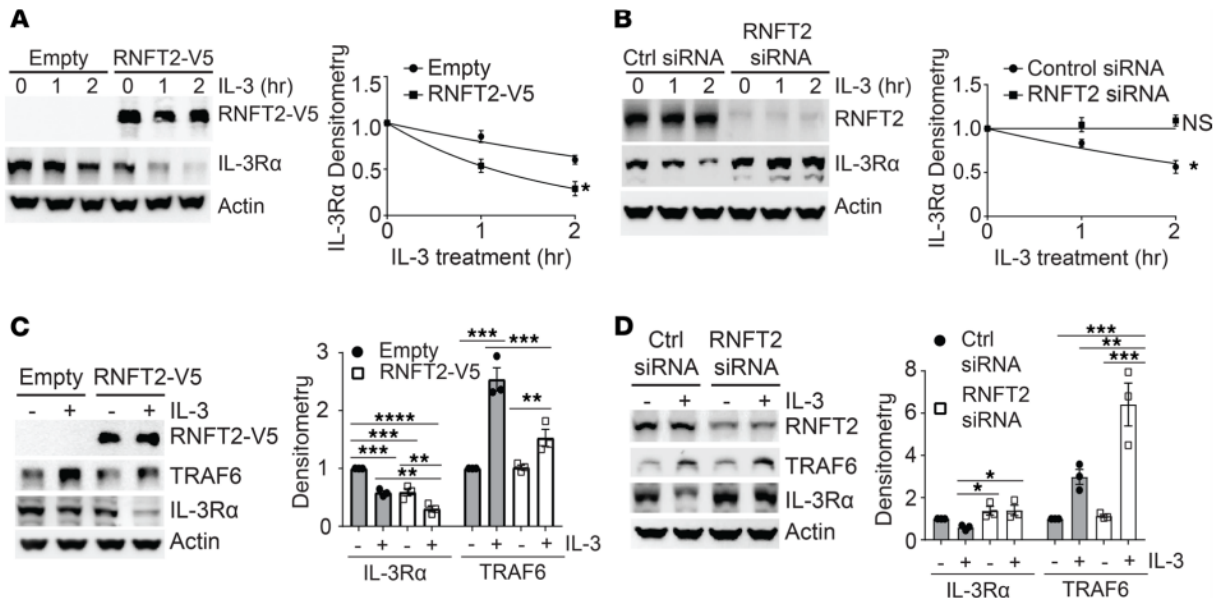 A
Empty RNFT2-V5
0 1 2 0 1 2 IL-3 (hr)
RNFT2-V5
IL-3Rα
Actin
IL-3Rα Densitometry
1.5
1.0
0.5
0
Empty
RNFT2-V5
*
0 1 2
IL-3 treatment (hr)
B
RNFT2
Ctrl siRNA siRNA
0 1 2 0 1 2 IL-3 (hr)
RNFT2
IL-3Rα
Actin
IL-3Rα Densitometry
1.5
1.0
0.5
0
Control siRNA
RNFT2 siRNA
NS
*
0 1 2
IL-3 treatment (hr)
C
Empty RNFT2-V5
- + - + IL-3
RNFT2-V5
TRAF6
IL-3Rα
Actin
Densitometry
3
2
1
0
Empty
RNFT2-V5
*** ***
**
****
***
*** **
**
- + - + - + - + IL-3
IL-3Rα TRAF6
D
Ctrl RNFT2
siRNA siRNA
- + - + IL-3
RNFT2
TRAF6
IL-3Rα
Actin
Densitometry
8
6
4
2
0
Ctrl
siRNA
RNFT2
siRNA
***
**
***
*
*
- + - + - + - + IL-3
IL-3Rα TRAF6